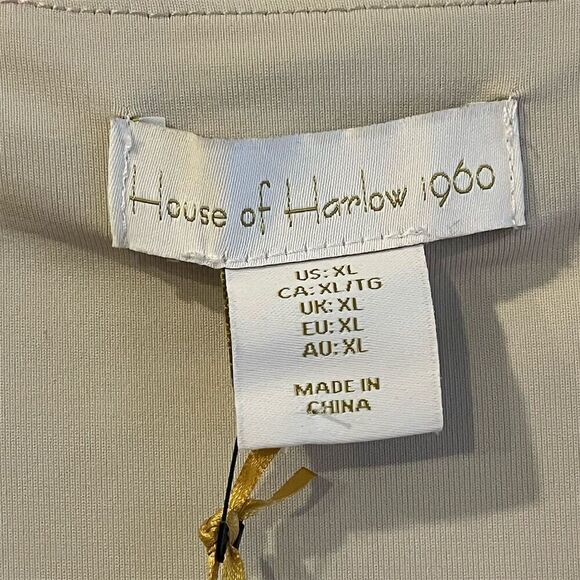 House of Harlow 1960
US: XL
CA: XL/TG
UK: XL
EU: XL
AU: XL
MADE IN
CHINA